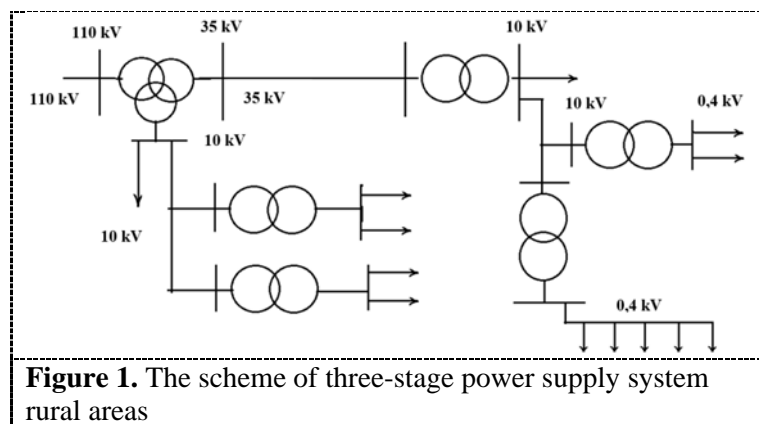 110 kV
35 kV
10 kV
110 kV
35 kV
10 kV
0,4 kV
10 kV
10 kV
0,4 kV
Figure 1. The scheme of three-stage power supply system
rural areas